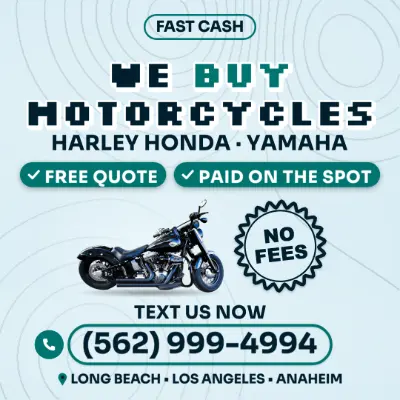 FAST CASH
WE BUY
MOTORCYCLES
HARLEY HONDA · YAMAHA
FREE QUOTE
PAID ON THE SPOT
NO
FEES
TEXT US NOW
(562) 999-4994
LONG BEACH • LOS ANGELES • ANAHEIM